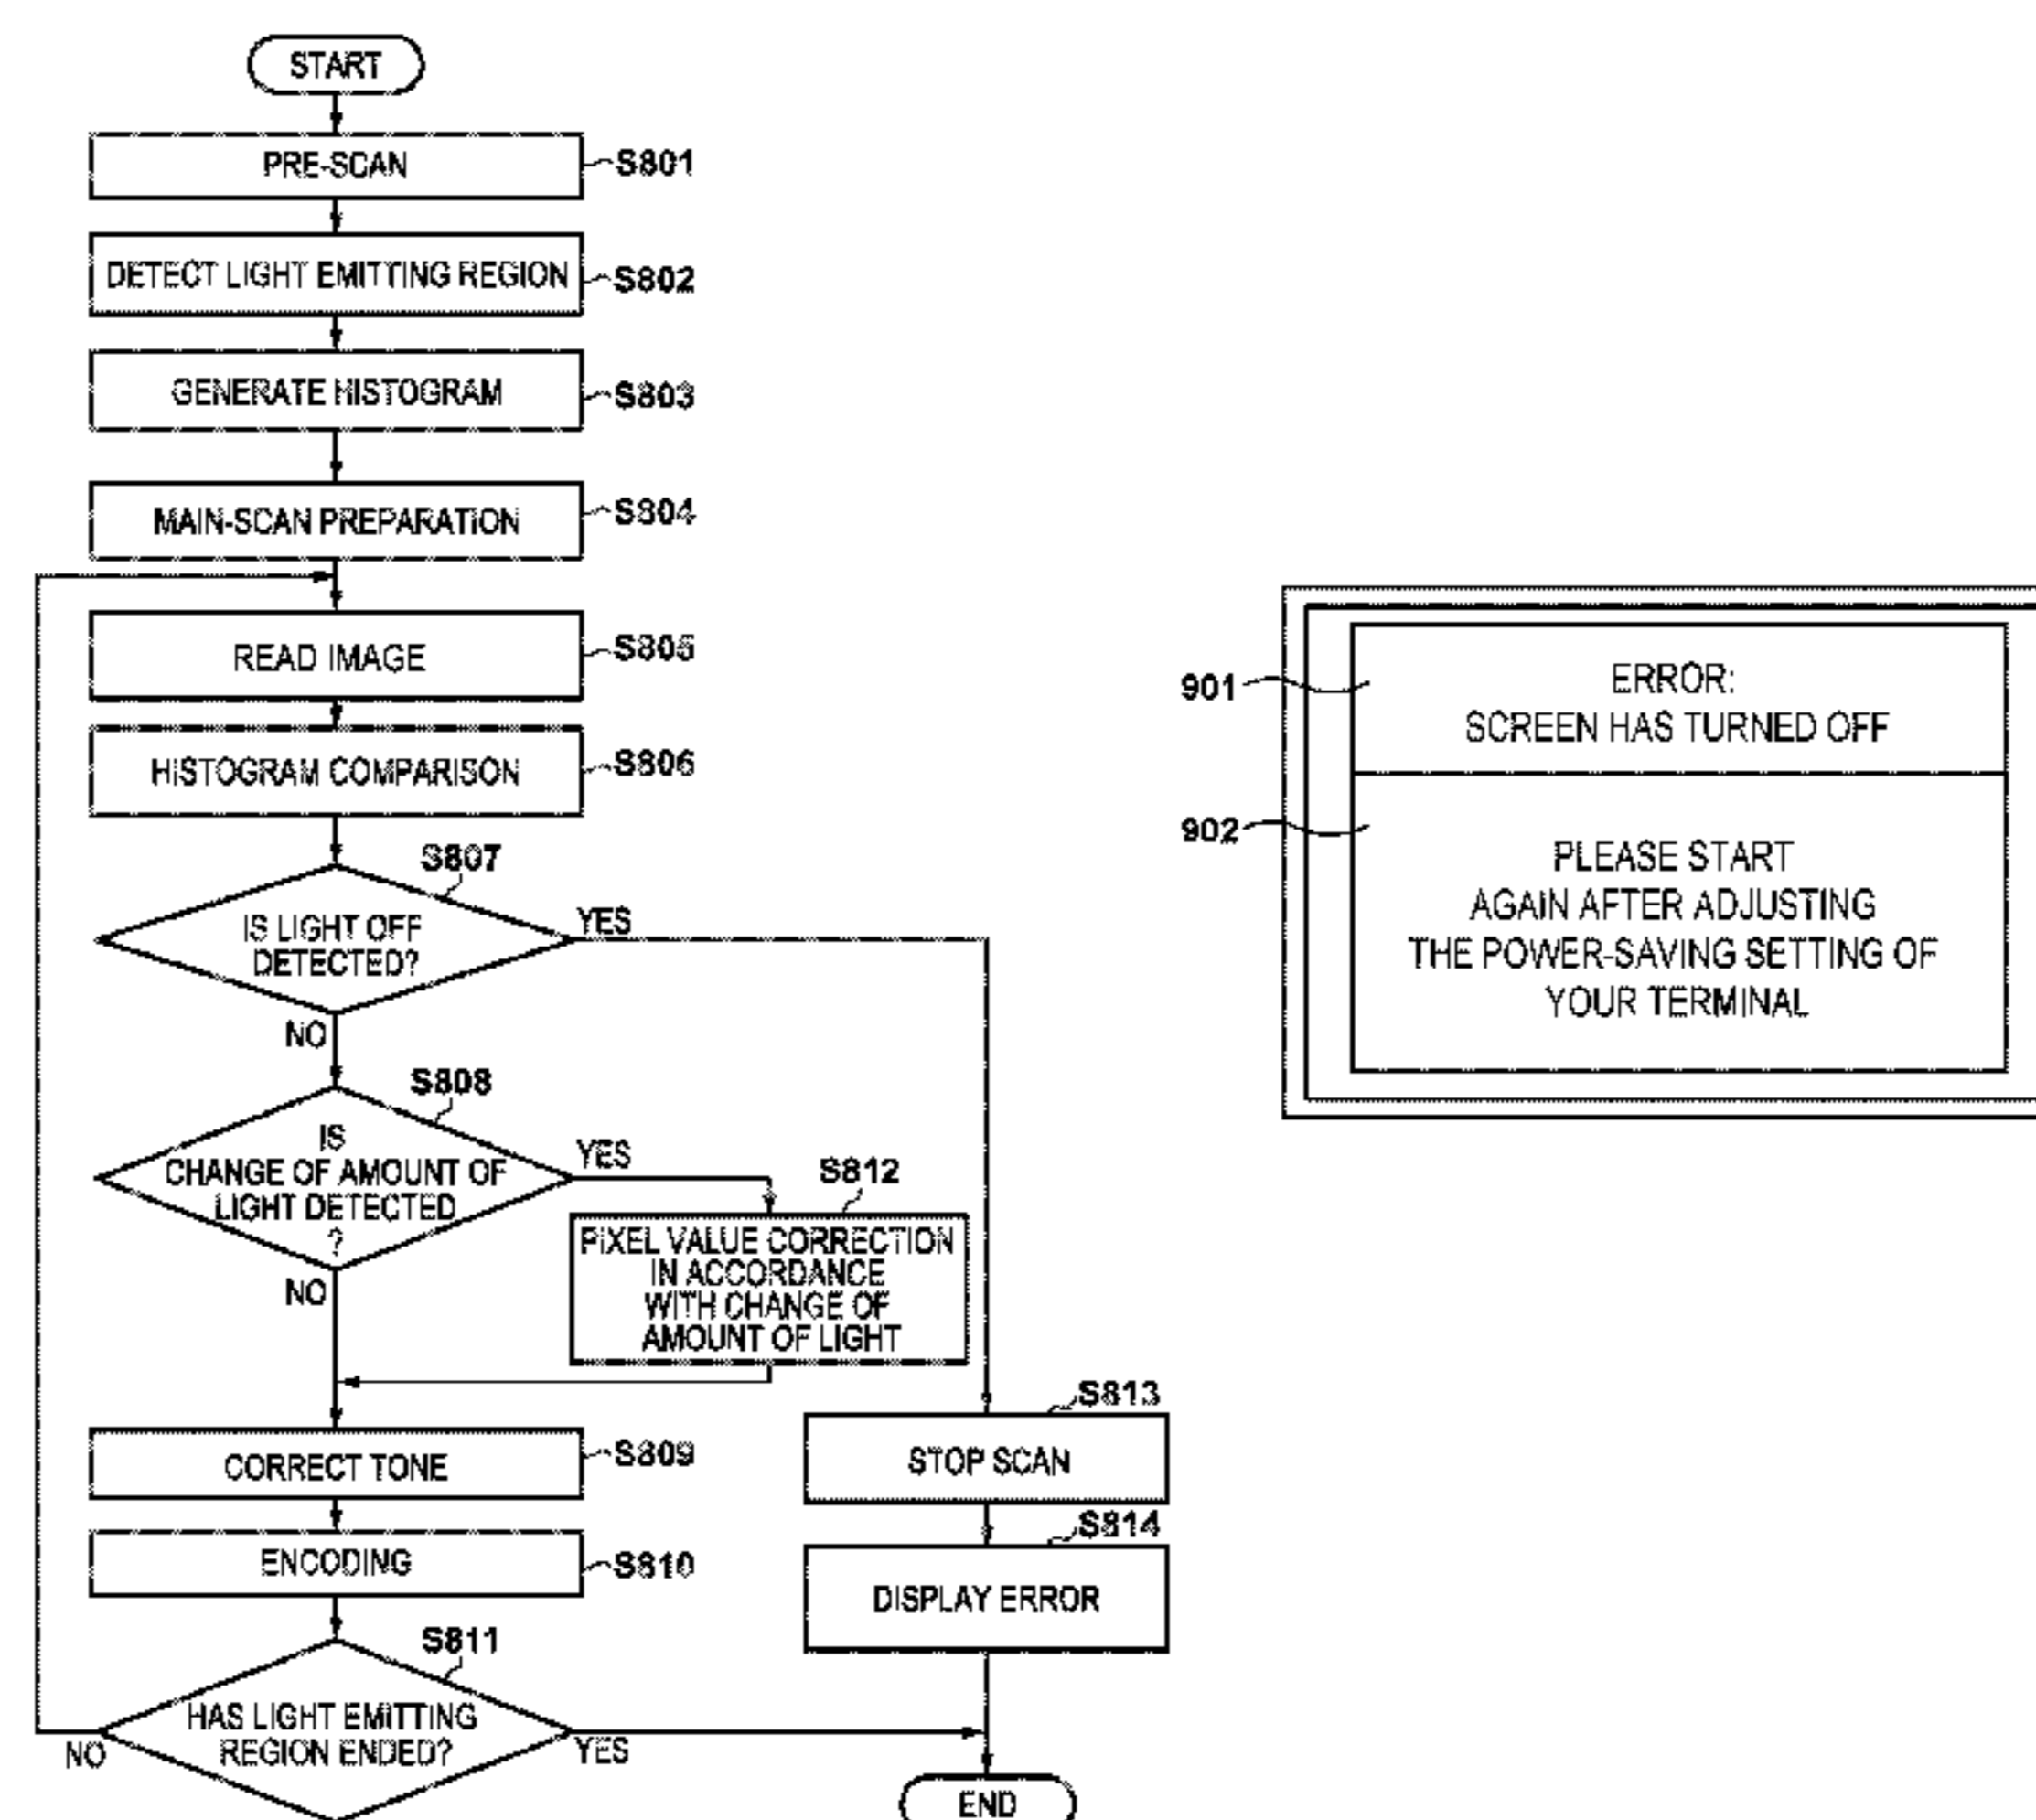 START
PRE-SCAN
S801
DETECT LIGHT EMITTING REGION
S802
GENERATE HISTOGRAM
S803
MAIN-SCAN PREPARATION
S804
READ IMAGE
S805
HISTOGRAM COMPARISON
S806
S807
IS LIGHT OFF
DETECTED?
YES
NO
S808
IS
CHANGE OF AMOUNT OF
LIGHT DETECTED
?
YES
NO
S812
PIXEL VALUE CORRECTION
IN ACCORDANCE
WITH CHANGE OF
AMOUNT OF LIGHT
CORRECT TONE
S809
ENCODING
S810
S811
HAS LIGHT EMITTING
REGION ENDED?
NO
YES
S813
STOP SCAN
S814
DISPLAY ERROR
END
901
ERROR:
SCREEN HAS TURNED OFF
902
PLEASE START
AGAIN AFTER ADJUSTING
THE POWER-SAVING SETTING OF
YOUR TERMINAL